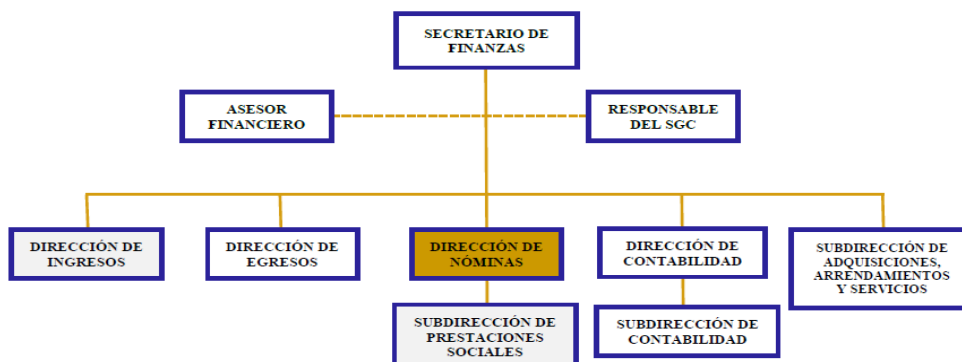 SECRETARIO DE
FINANZAS
ASESOR
FINANCIERO
RESPONSABLE
DEL SGC
DIRECCIÓN DE
INGRESOS
DIRECCIÓN DE
EGRESOS
DIRECCIÓN DE
NÓMINAS
DIRECCIÓN DE
CONTABILIDAD
SUBDIRECCIÓN DE
ADQUISICIONES,
ARRENDAMIENTOS
Y SERVICIOS
SUBDIRECCIÓN DE
PRESTACIONES
SOCIALES
SUBDIRECCIÓN DE
CONTABILIDAD